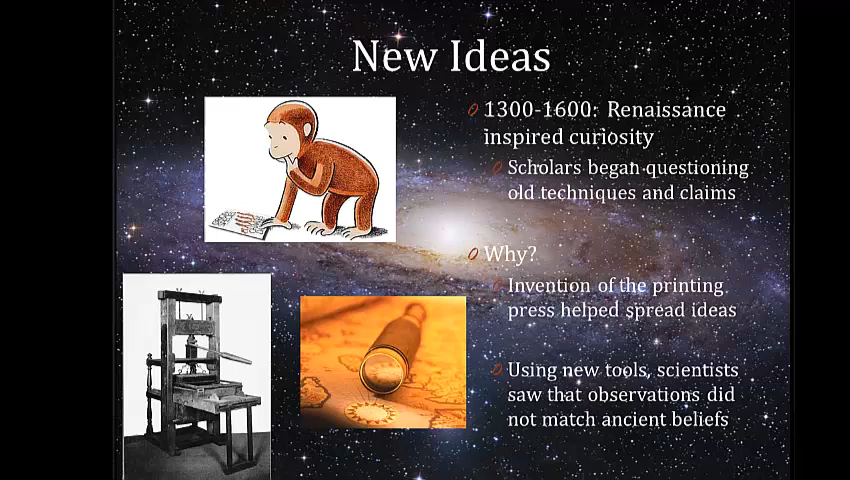 New Ideas
1300-1600: Renaissance
inspired curiosity
Scholars began questioning
old techniques and claims
Why?
Invention of the printing
press helped spread ideas
Using new tools, scientists
saw that observations did
not match ancient beliefs